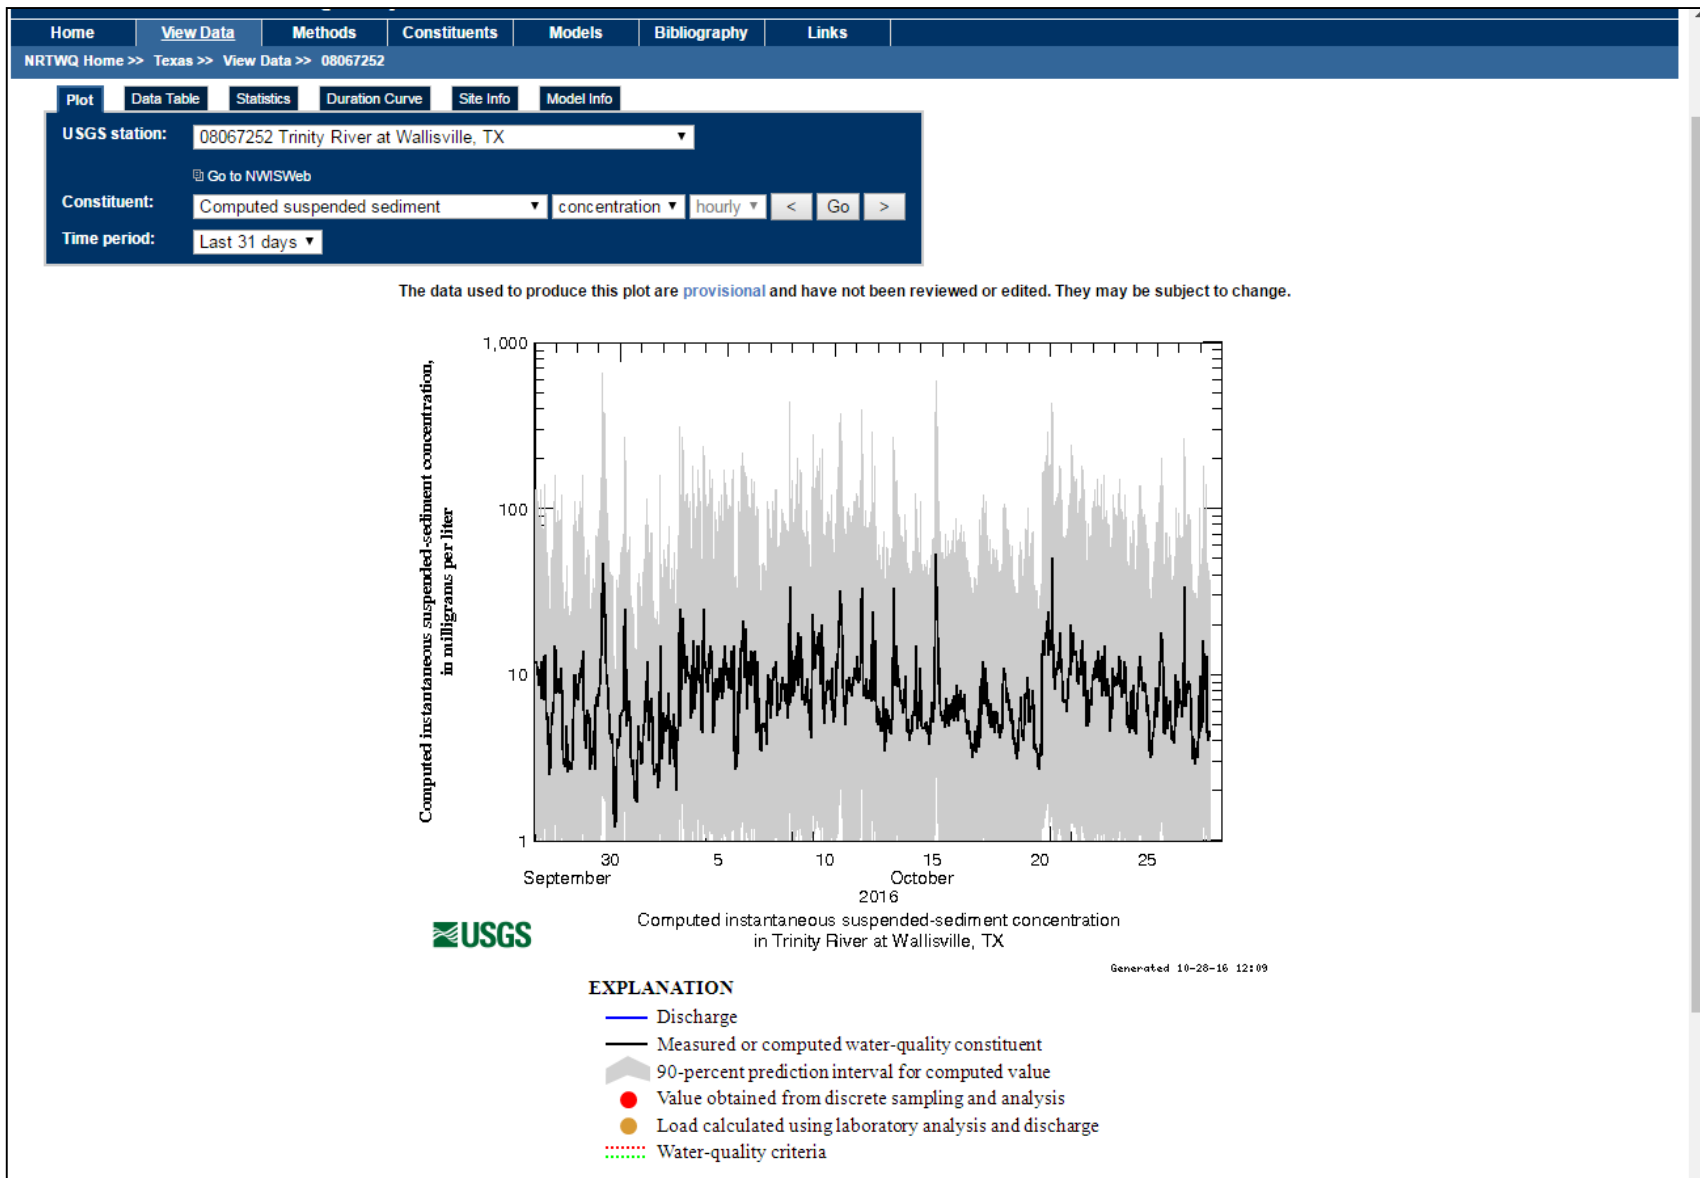 Home View Data Methods Constituents Models Bibliography Links
NRTWQ Home >> Texas >> View Data >> 08067252
Plot Data Table Statistics Duration Curve Site Info Model Info
USGS station: 08067252 Trinity River at Wallisville, TX
Go to NWISWeb
Constituent: Computed suspended sediment concentration hourly < Go >
Time period: Last 31 days
The data used to produce this plot are provisional and have not been reviewed or edited. They may be subject to change.
Computed instantaneous suspended-sediment concentration,
in milligrams per liter
1,000
100
10
1
30 5 10 15 20 25
September October
2016
USGS
Computed instantaneous suspended-sediment concentration
in Trinity River at Wallisville, TX
Generated 10-28-16 12:09
EXPLANATION
Discharge
Measured or computed water-quality constituent
90-percent prediction interval for computed value
Value obtained from discrete sampling and analysis
Load calculated using laboratory analysis and discharge
Water-quality criteria